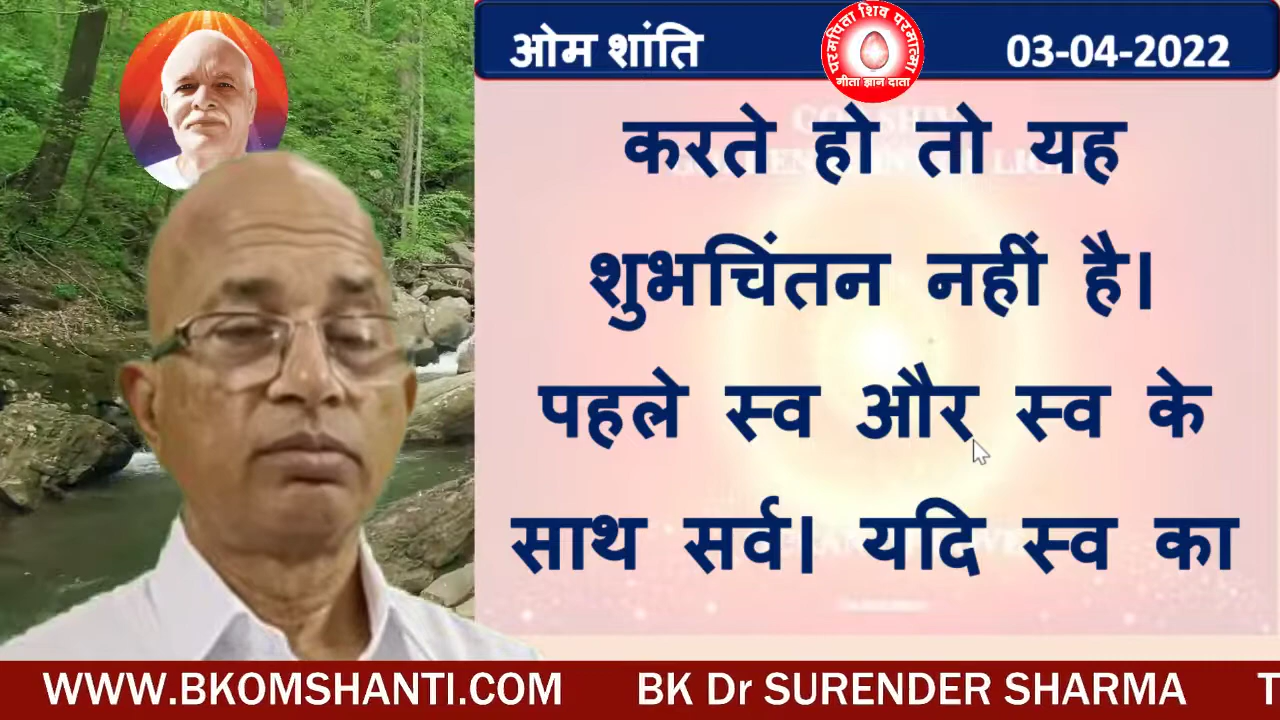 ओम शांति
परमपिता शिव परमात्मा
गीता ज्ञान दाता
03-04-2022
करते हो तो यह
शुभचिंतन नहीं है।
पहले स्व और स्व के
साथ सर्व। यदि स्व का
WWW.BKOMSHANTI.COM BK Dr SURENDER SHARMA T